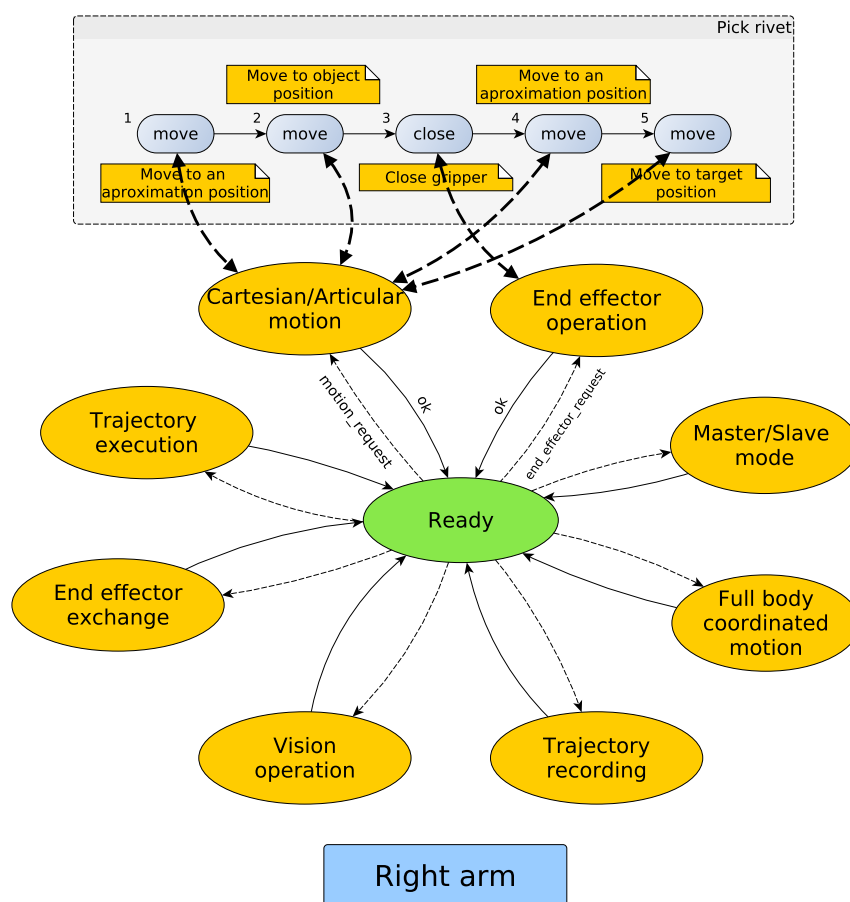 Pick rivet
Move to object
position
Move to an
aproximation position
1
2
3
4
5
move
move
close
move
move
Move to an
aproximation position
Close gripper
Move to target
position
Cartesian/Articular
motion
End effector
operation
motion_request
ok
ok
end_effector_request
Trajectory
execution
Master/Slave
mode
Ready
End effector
exchange
Full body
coordinated
motion
Vision
operation
Trajectory
recording
Right arm